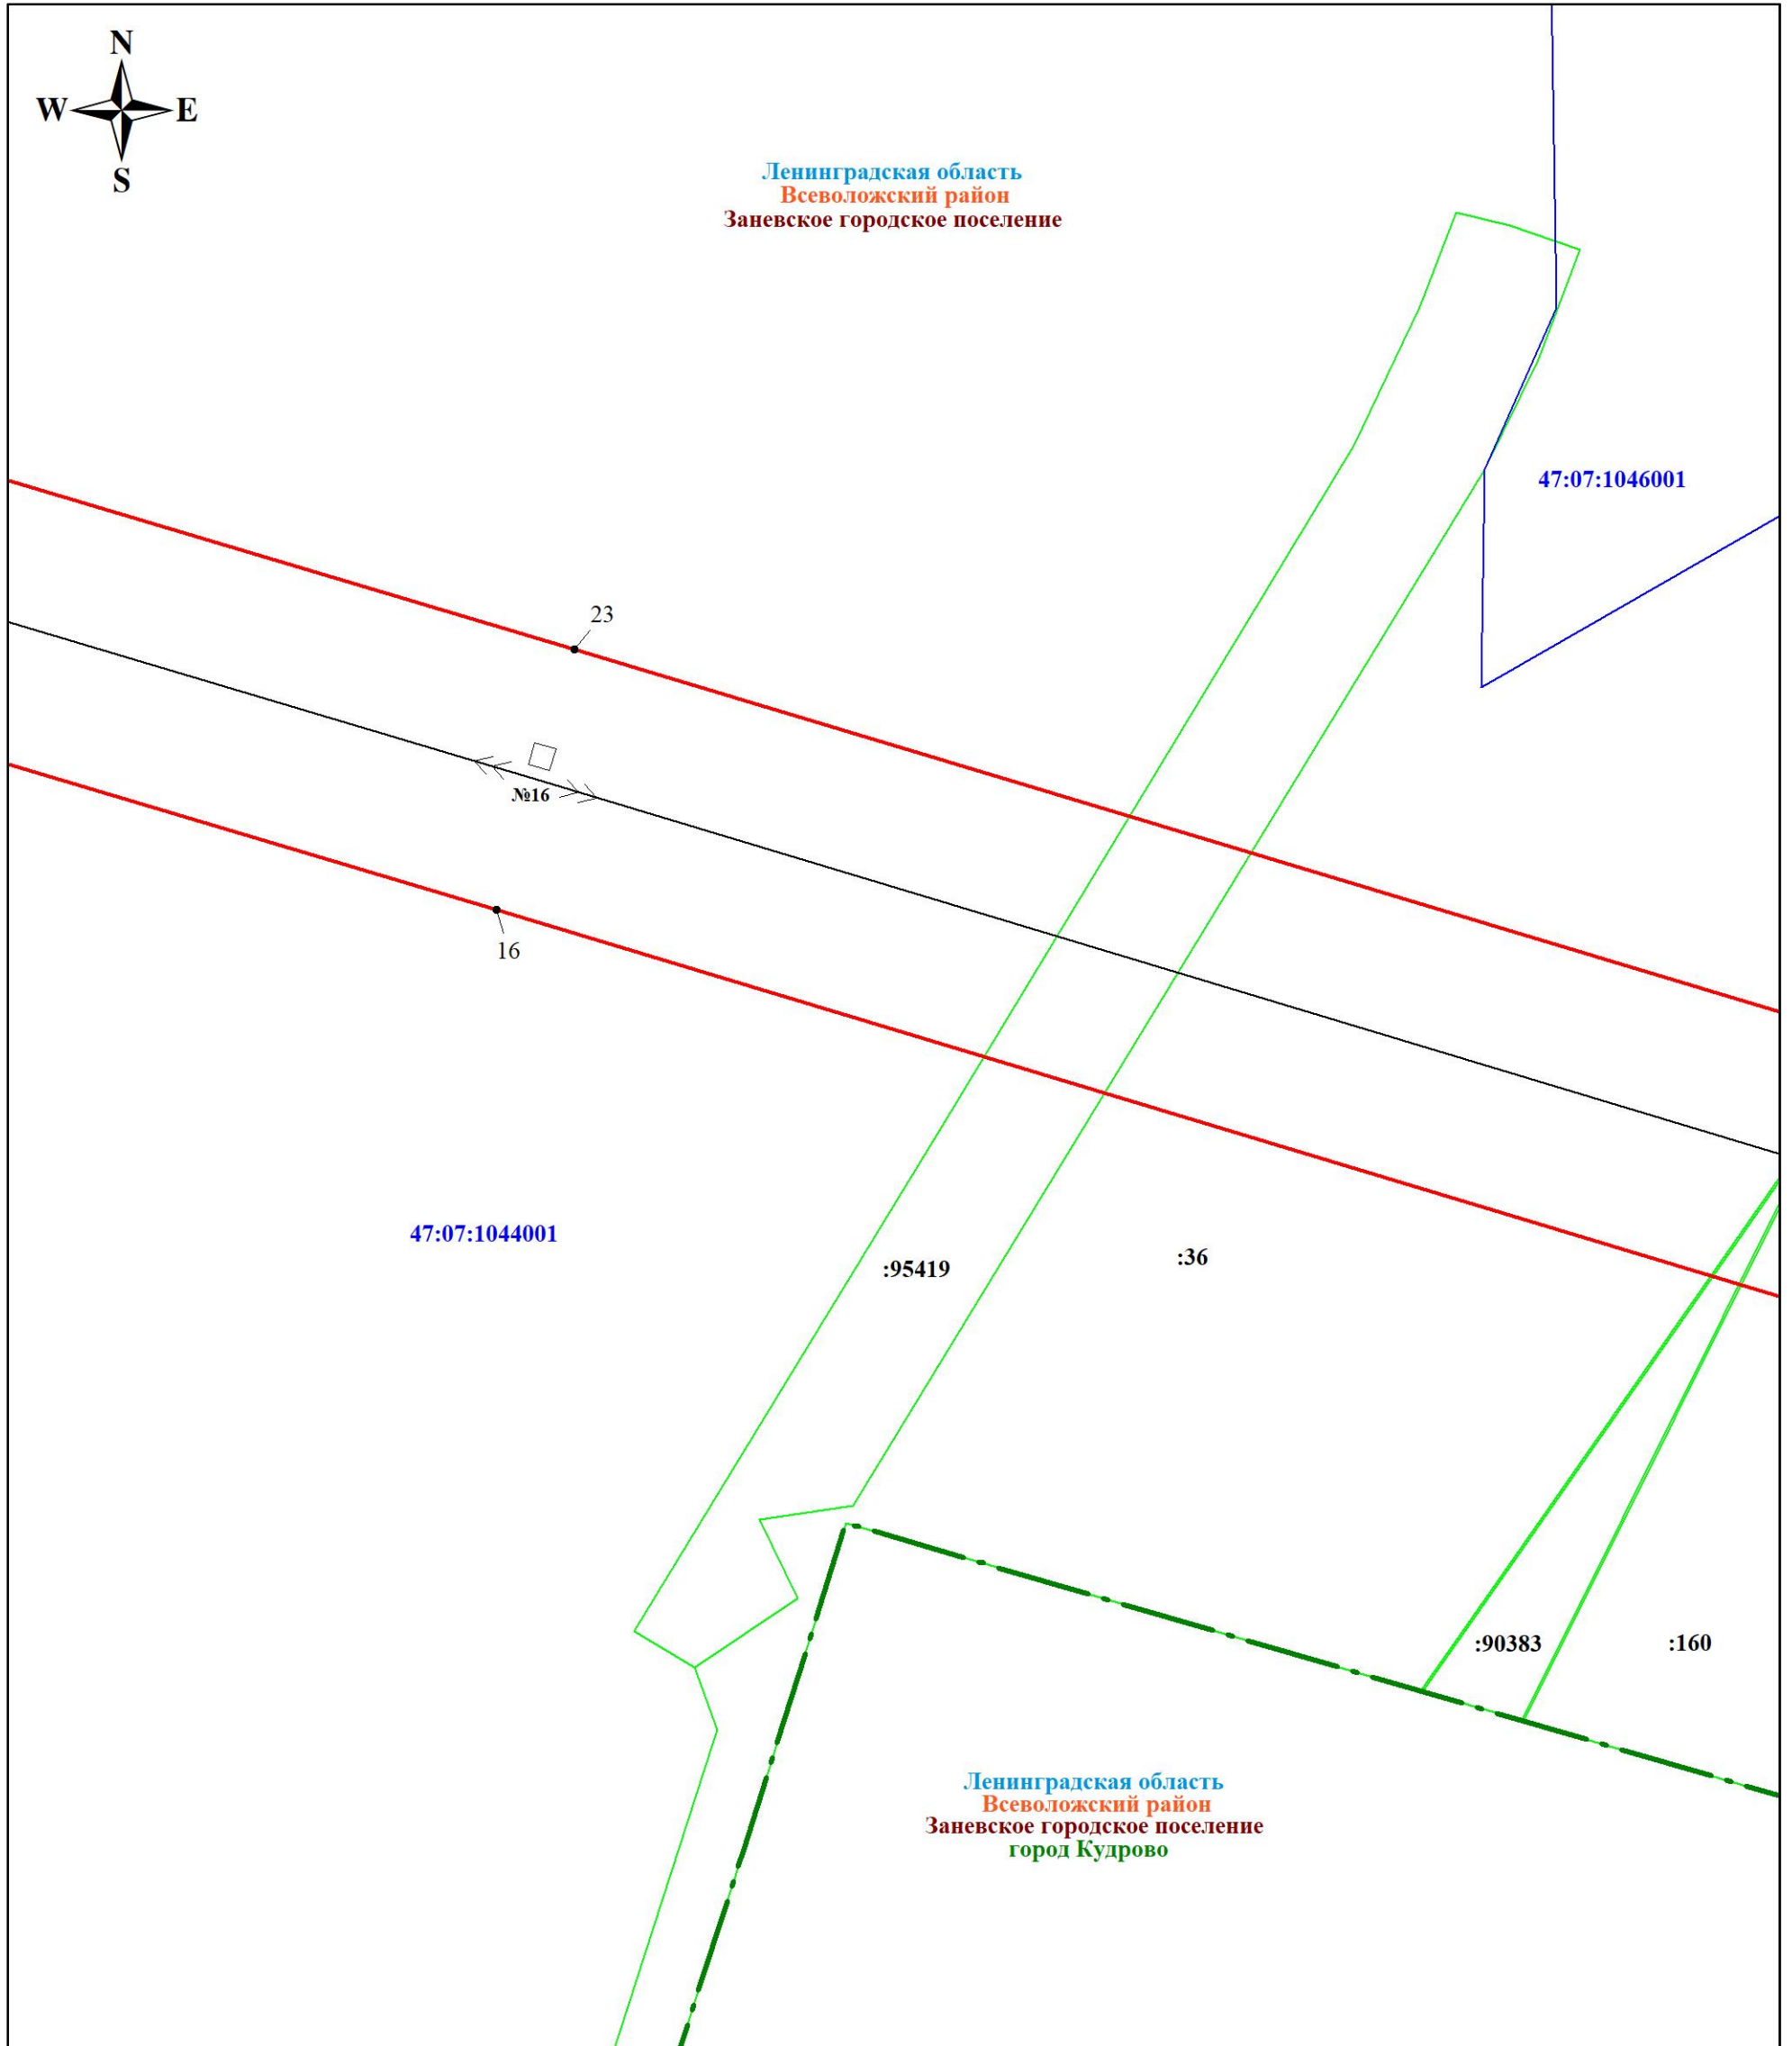 N
W E
S
Ленинградская область
Всеволожский район
Заневское городское поселение
47:07:1046001
23
№16
16
47:07:1044001
:36
:95419
:90383
:160
Ленинградская область
Всеволожский район
Заневское городское поселение
город Кудрово